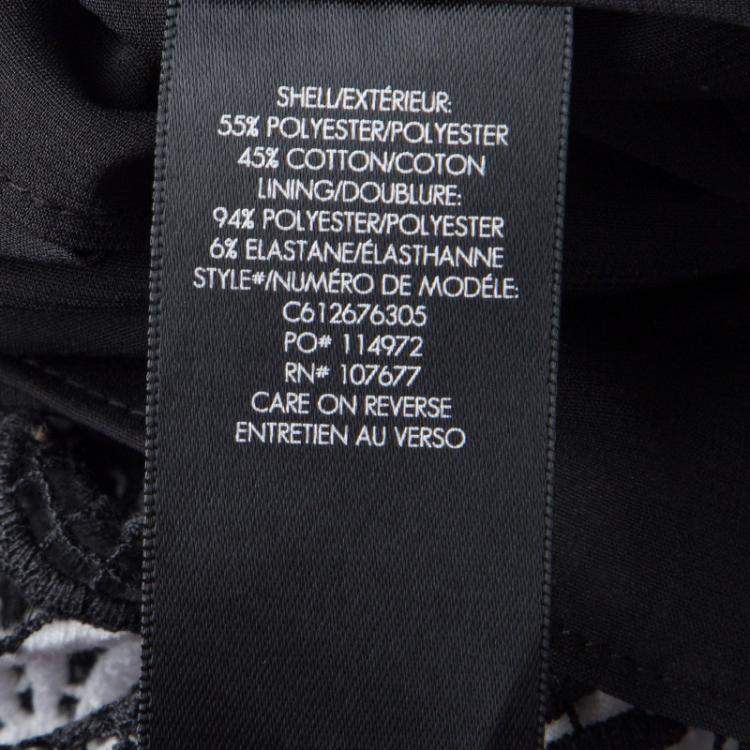 SHELL/EXTÉRIEUR:
55% POLYESTER/POLYESTER
45% COTTON/COTON
LINING/DOUBLURE:
94% POLYESTER/POLYESTER
6% ELASTANE/ÉLASTHANNE
STYLE#/NUMÉRO DE MODÉLE:
C612676305
PO# 114972
RN# 107677
CARE ON REVERSE
ENTRETIEN AU VERSO